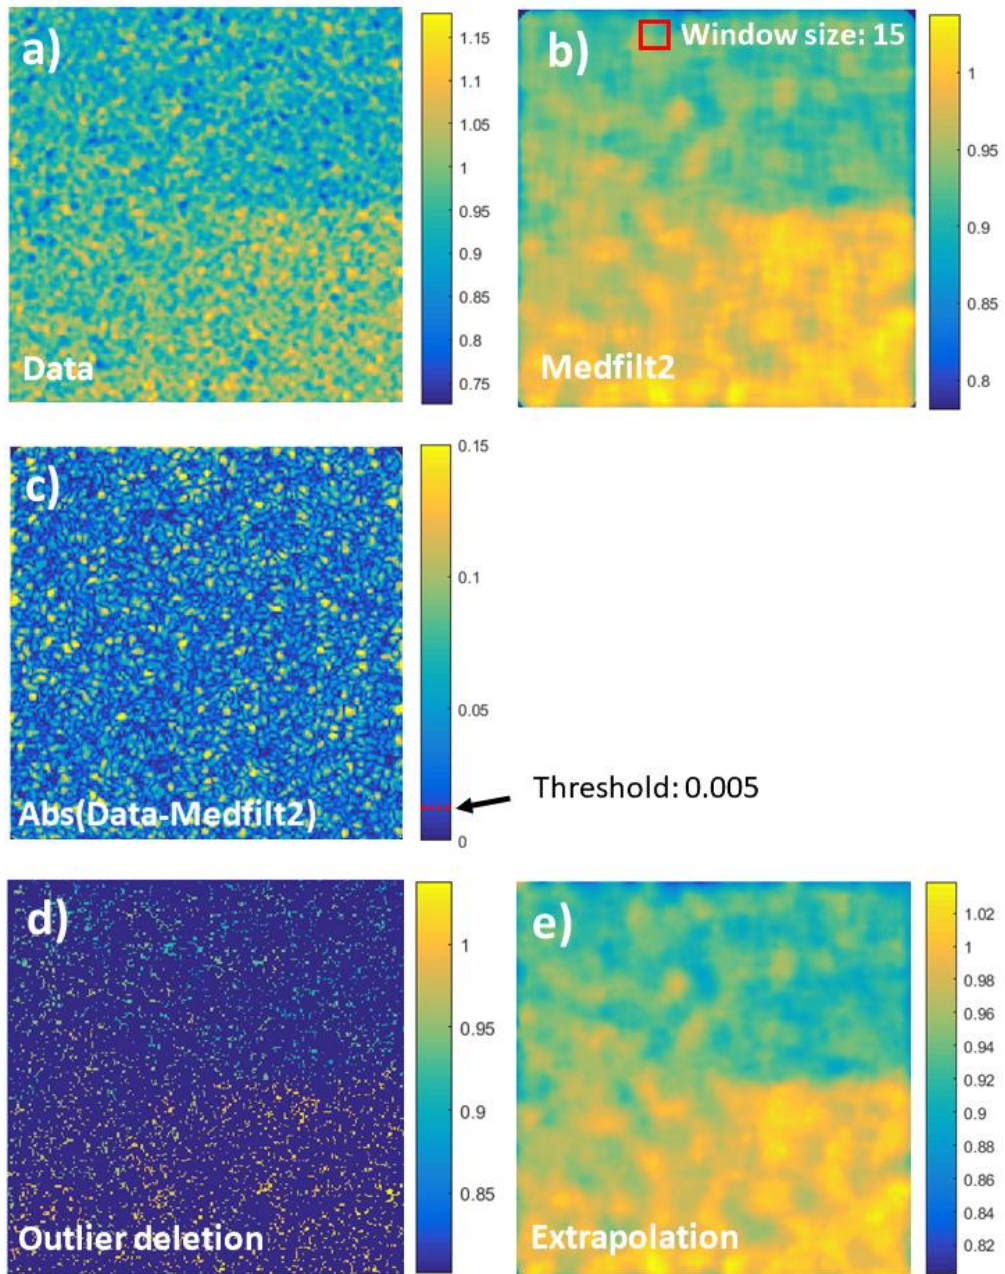 a)
1.15
1.1
1.05
1
0.95
0.9
0.85
0.8
0.75
Data
b)
Window size: 15
1
0.95
0.9
0.85
0.8
Medfilt2
c)
0.15
0.1
0.05
0
Abs(Data-Medfilt2)
Threshold: 0.005
d)
1
0.95
0.9
0.85
Outlier deletion
e)
1.02
1
0.98
0.96
0.94
0.92
0.9
0.88
0.86
0.84
0.82
Extrapolation